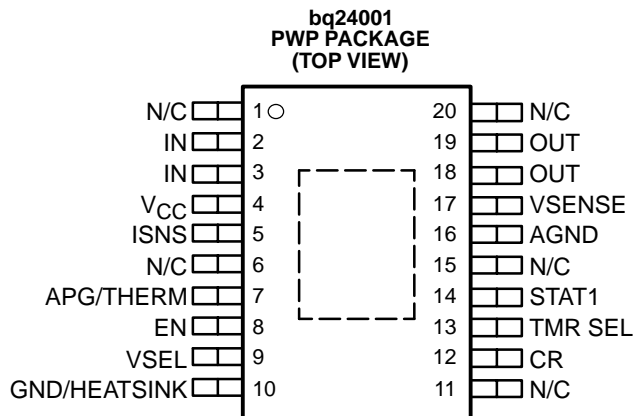 bq24001
PWP PACKAGE
(TOP VIEW)
N/C 1 20 N/C
IN 2 19 OUT
IN 3 18 OUT
VCC 4 17 VSENSE
ISNS 5 16 AGND
N/C 6 15 N/C
APG/THERM 7 14 STAT1
EN 8 13 TMR SEL
VSEL 9 12 CR
GND/HEATSINK 10 11 N/C